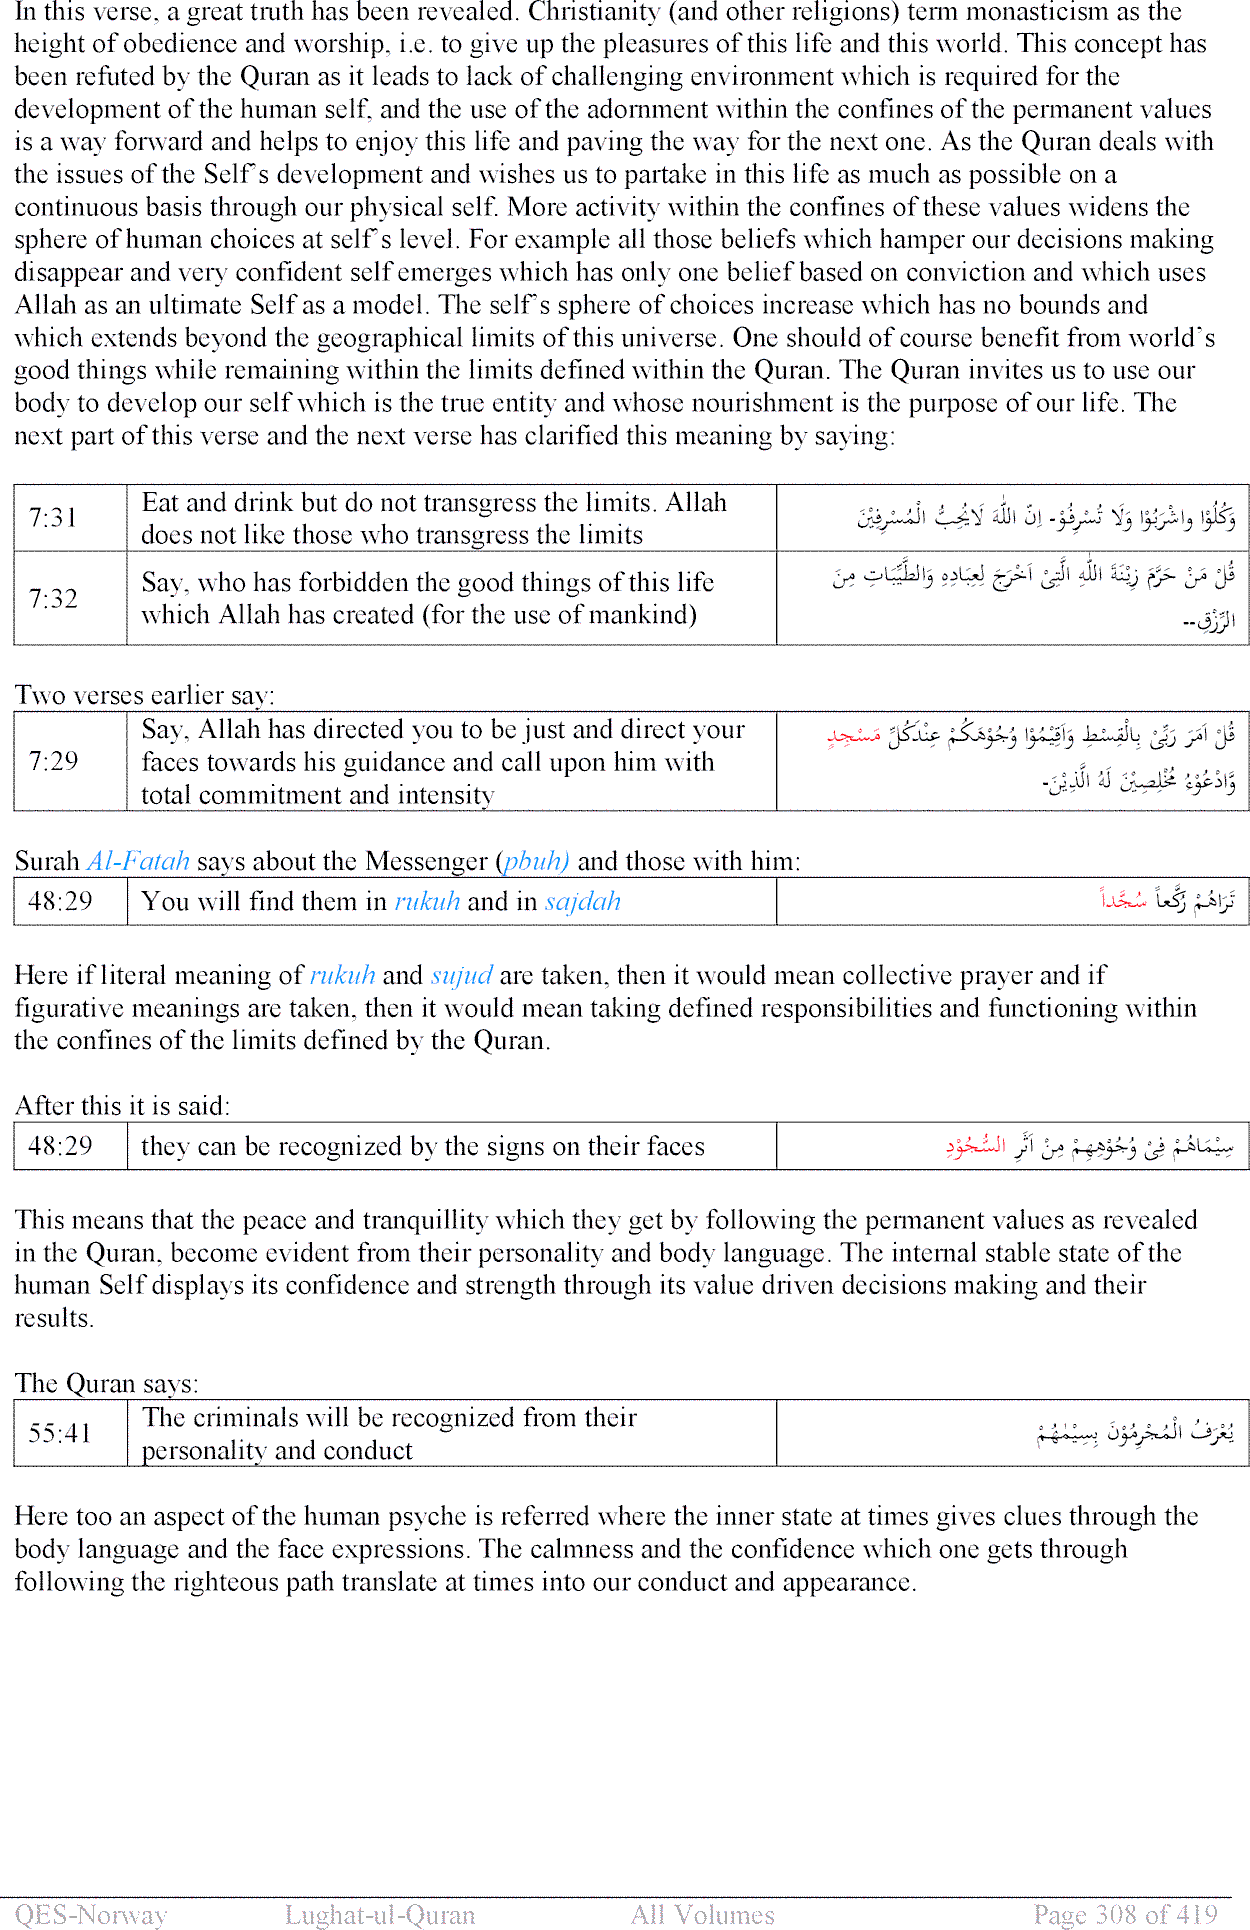 In this verse, a great truth has been revealed. Christianity (and other religions) term monasticism as the
height of obedience and worship, i.e. to give up the pleasures of this life and this world. This concept has
been refuted by the Quran as it leads to lack of challenging environment which is required for the
development of the human self, and the use of the adornment within the confines of the permanent values
is a way forward and helps to enjoy this life and paving the way for the next one. As the Quran deals with
the issues of the Self's development and wishes us to partake in this life as much as possible on a
continuous basis through our physical self. More activity within the confines of these values widens the
sphere of human choices at self's level. For example all those beliefs which hamper our decisions making
disappear and very confident self emerges which has only one belief based on conviction and which uses
Allah as an ultimate Self as a model. The self's sphere of choices increase which has no bounds and
which extends beyond the geographical limits of this universe. One should of course benefit from world's
good things while remaining within the limits defined within the Quran. The Quran invites us to use our
body to develop our self which is the true entity and whose nourishment is the purpose of our life. The
next part of this verse and the next verse has clarified this meaning by saying:
7:31 Eat and drink but do not transgress the limits. Allah
does not like those who transgress the limits
وَكُلُوْا واشْرَبُوْا وَلَا تُسْرِفُوْ- اِنّ اللّٰهَ لَايُحِبُّ الْمُسْرِفِيْنَ
7:32 Say, who has forbidden the good things of this life
which Allah has created (for the use of mankind)
قُلْ مَنْ حَرَّمَ زِيْنَةَ اللّٰهِ الَّتِىْ اَخْرَجَ لِعِبَادِهِ وَالطَّيِّبَاتِ مِنَ
الرِّزْقِ--
Two verses earlier say:
7:29 Say, Allah has directed you to be just and direct your
faces towards his guidance and call upon him with
total commitment and intensity
قُلْ اَمَرَ رَبِّىْ بِالْقِسْطِ وَاَقِيْمُوْا وُجُوْهَكُمْ عِنْدَكُلِّ مَسْجِدٍ
وَّادْعُوْهُ مُخْلِصِيْنَ لَهُ الَّذِيْنَ-
Surah Al-Fatah says about the Messenger (pbuh) and those with him:
48:29 You will find them in rukuh and in sajdah
تَرَاهُمْ رُكَّعاً سُجَّداً
Here if literal meaning of rukuh and sujud are taken, then it would mean collective prayer and if
figurative meanings are taken, then it would mean taking defined responsibilities and functioning within
the confines of the limits defined by the Quran.
After this it is said:
48:29 they can be recognized by the signs on their faces
سِيْمَاهُمْ فِىْ وُجُوْهِهِمْ مِنْ اَثَرِ السُّجُوْدِ
This means that the peace and tranquillity which they get by following the permanent values as revealed
in the Quran, become evident from their personality and body language. The internal stable state of the
human Self displays its confidence and strength through its value driven decisions making and their
results.
The Quran says:
55:41 The criminals will be recognized from their
personality and conduct
يُعْرَفُ الْمُجْرِمُوْنَ بِسِيْمٰهُمْ
Here too an aspect of the human psyche is referred where the inner state at times gives clues through the
body language and the face expressions. The calmness and the confidence which one gets through
following the righteous path translate at times into our conduct and appearance.
QES-Norway Lughat-ul-Quran All Volumes Page 308 of 419